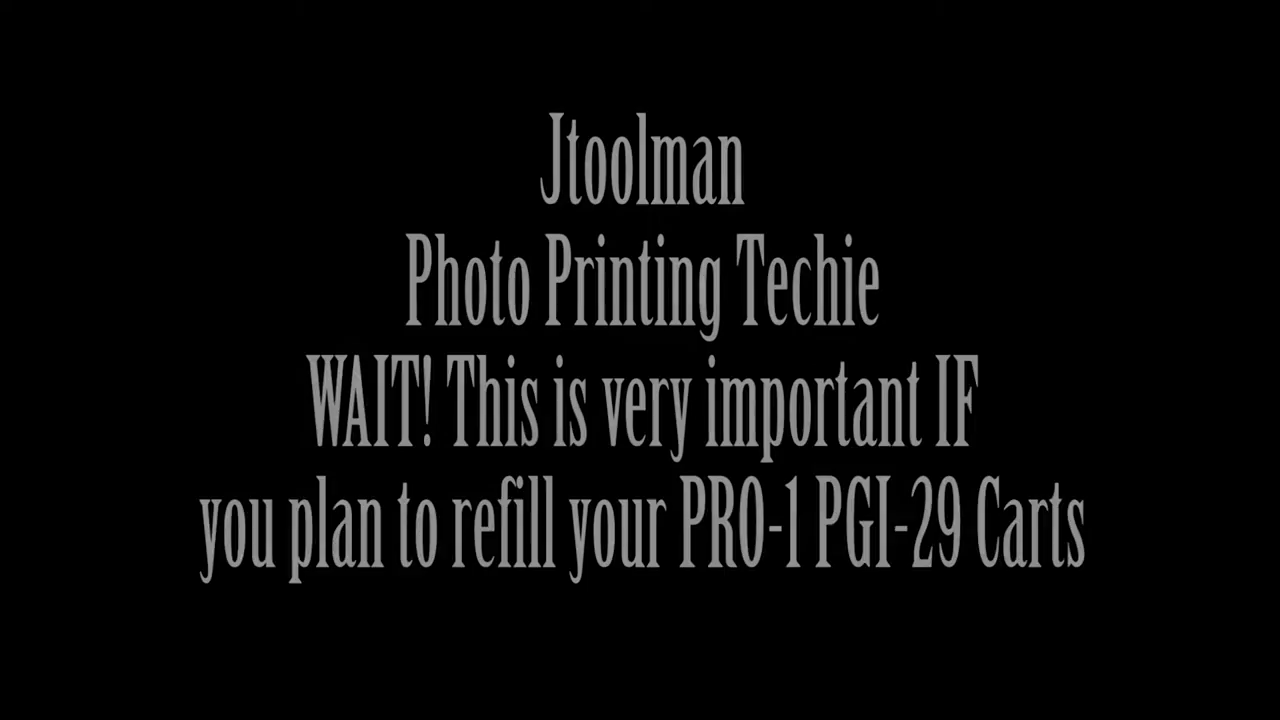 Jtoolman
Photo Printing Techie
WAIT! This is very important IF
you plan to refill your PRO-1 PGI-29 Carts